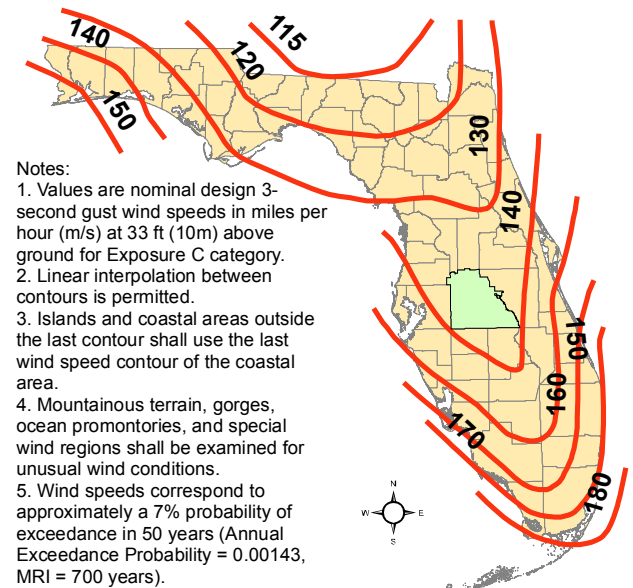 140
115
120
150
130
140
Notes:
1. Values are nominal design 3-
second gust wind speeds in miles per
hour (m/s) at 33 ft (10m) above
ground for Exposure C category.
2. Linear interpolation between
contours is permitted.
3. Islands and coastal areas outside
the last contour shall use the last
wind speed contour of the coastal
area.
4. Mountainous terrain, gorges,
ocean promontories, and special
wind regions shall be examined for
unusual wind conditions.
5. Wind speeds correspond to
approximately a 7% probability of
exceedance in 50 years (Annual
Exceedance Probability = 0.00143,
MRI = 700 years).
150
160
170
180
N
W E
S